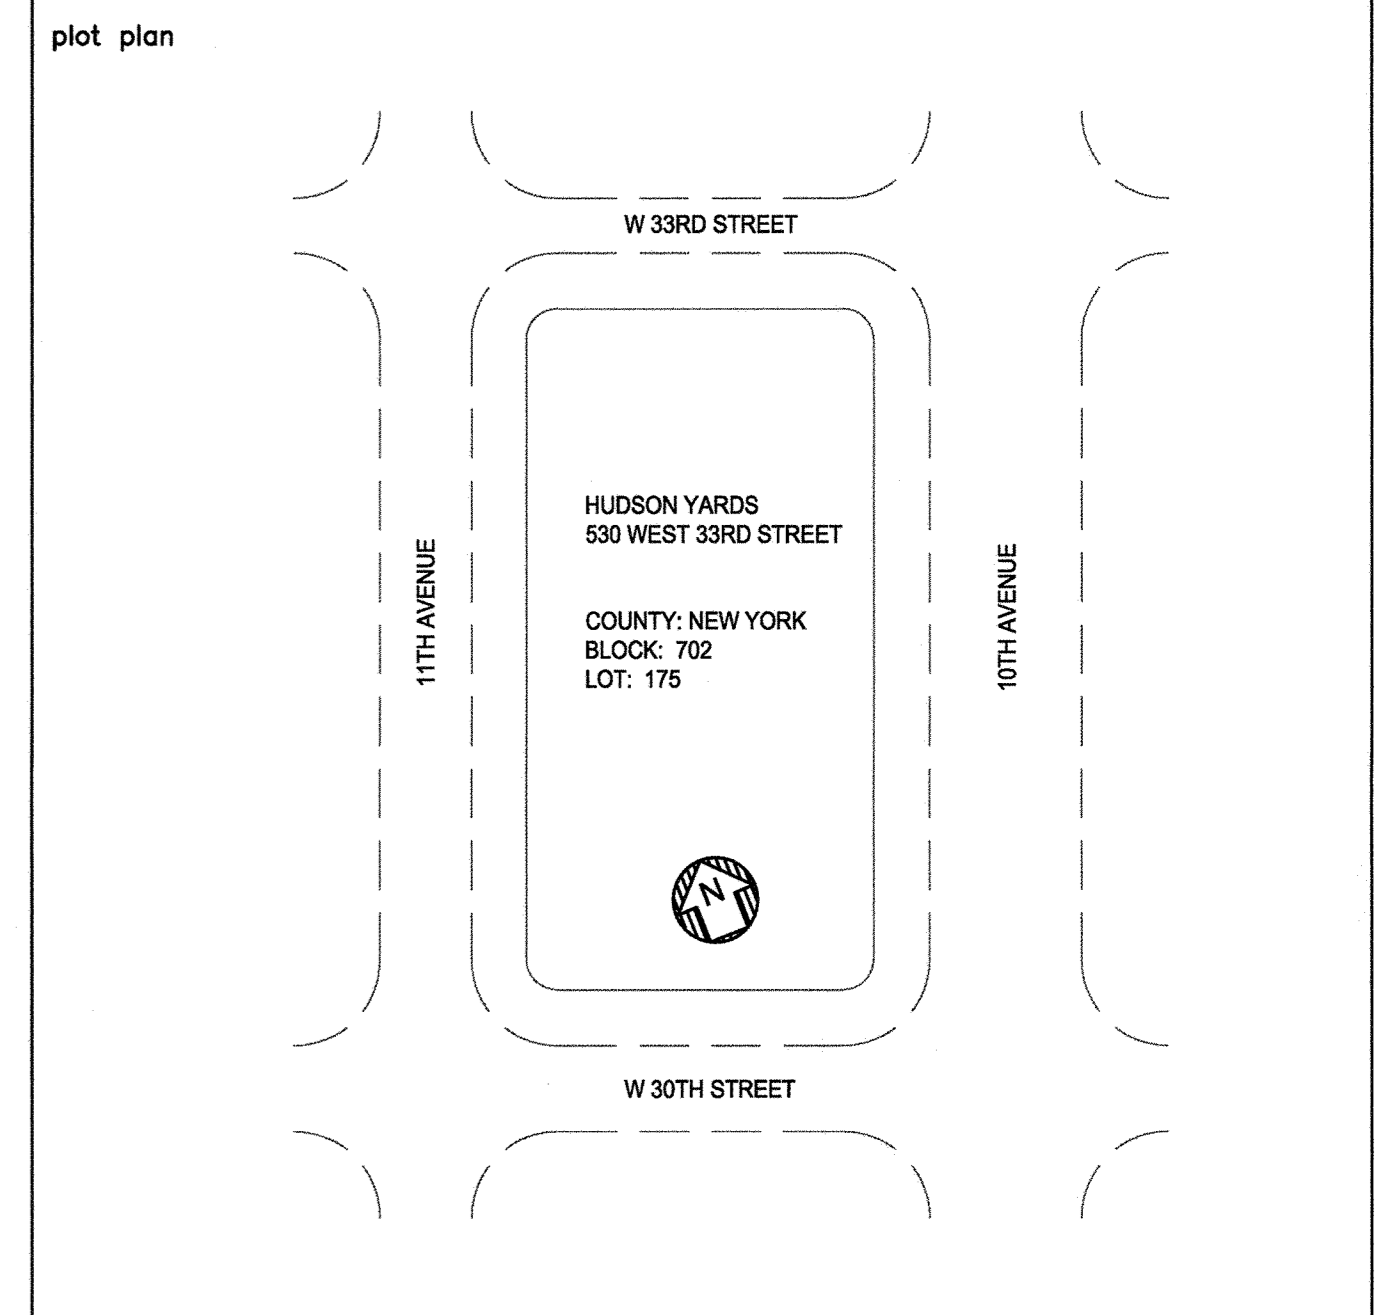 plot plan
W 33RD STREET
HUDSON YARDS
530 WEST 33RD STREET
11TH AVENUE
10TH AVENUE
COUNTY: NEW YORK
BLOCK: 702
LOT: 175
N
W 30TH STREET